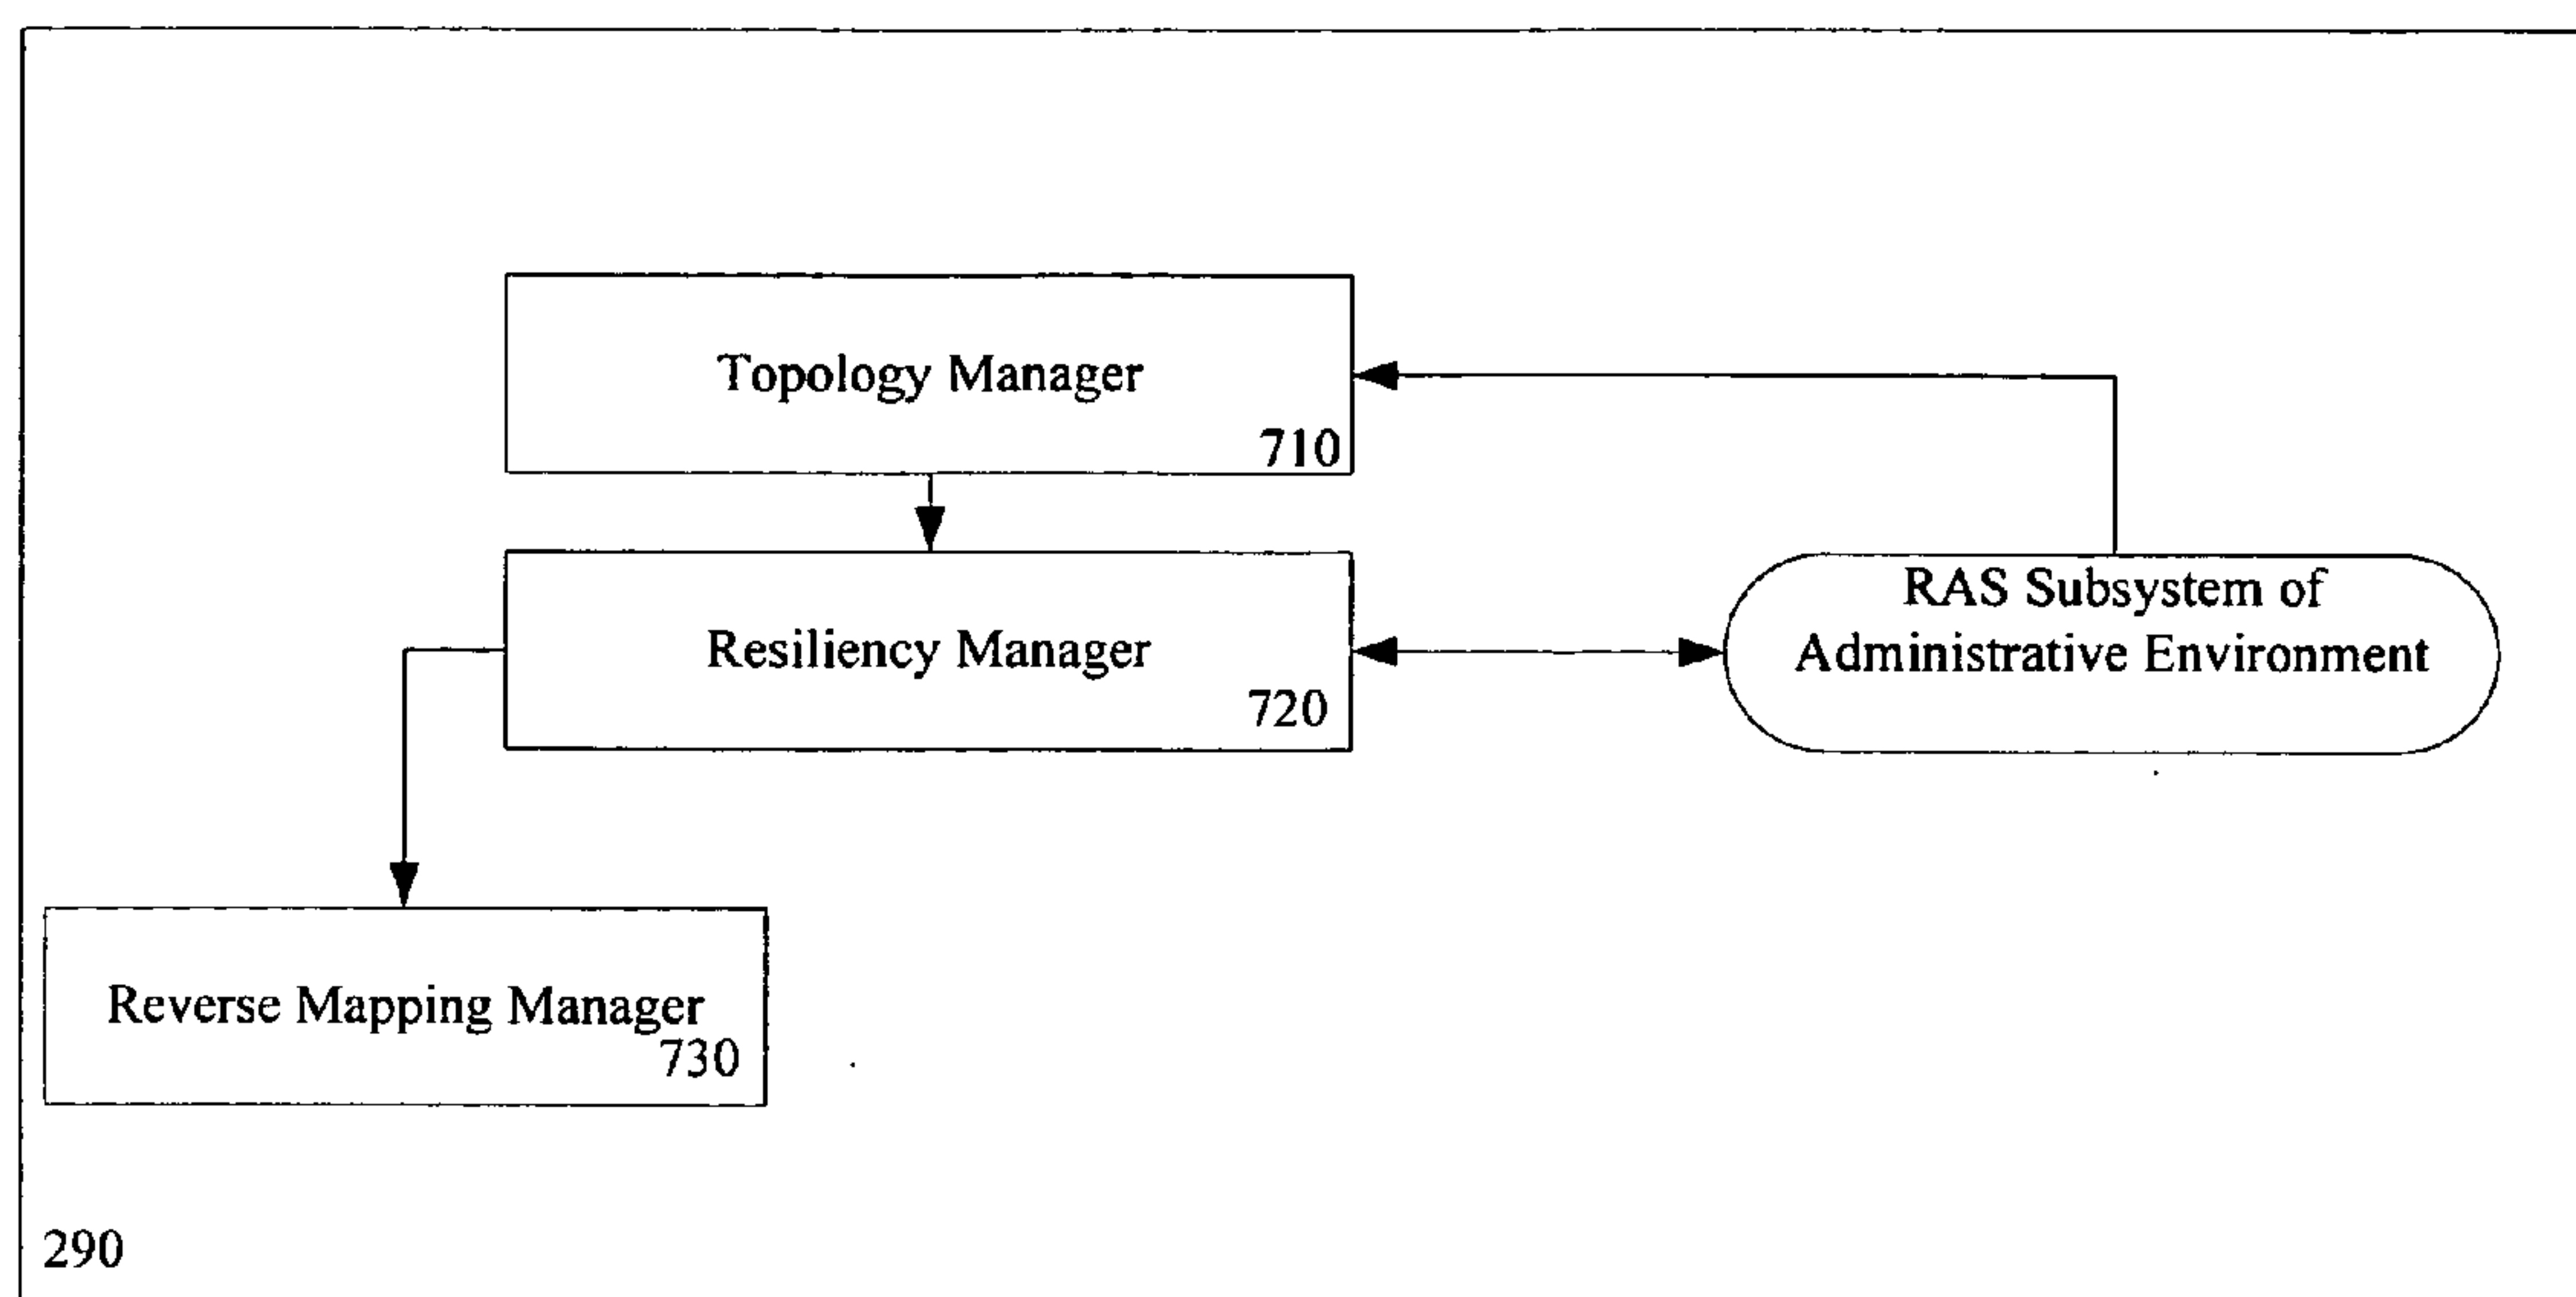 Topology Manager
710
Resiliency Manager
720
RAS Subsystem of
Administrative Environment
Reverse Mapping Manager
730
290